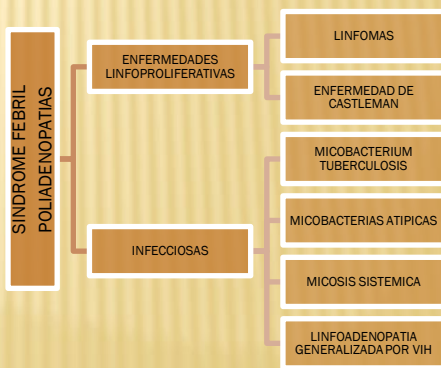 SINDROME FEBRIL
POLIADENOPATIAS
ENFERMEDADES
LINFOPROLIFERATIVAS
LINFOMAS
ENFERMEDAD DE
CASTLEMAN
INFECCIOSAS
MICOBACTERIUM
TUBERCULOSIS
MICOBACTERIAS ATIPICAS
MICOSIS SISTEMICA
LINFOADENOPATIA
GENERALIZADA POR VIH